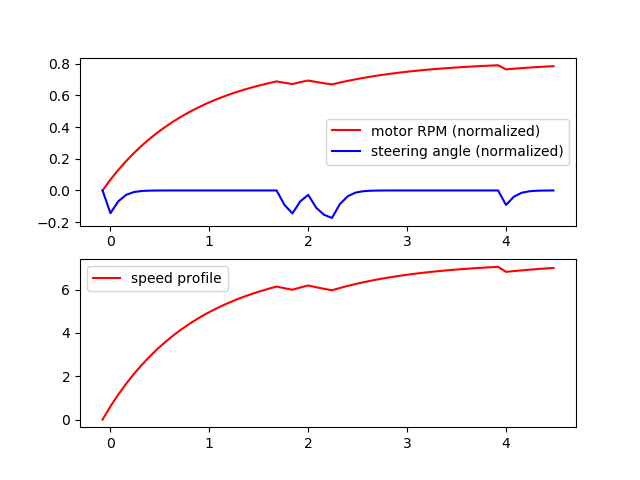 0.8
0.6
0.4
0.2
0.0
−0.2
motor RPM (normalized)
steering angle (normalized)
0 1 2 3 4
speed profile
6
4
2
0
0 1 2 3 4